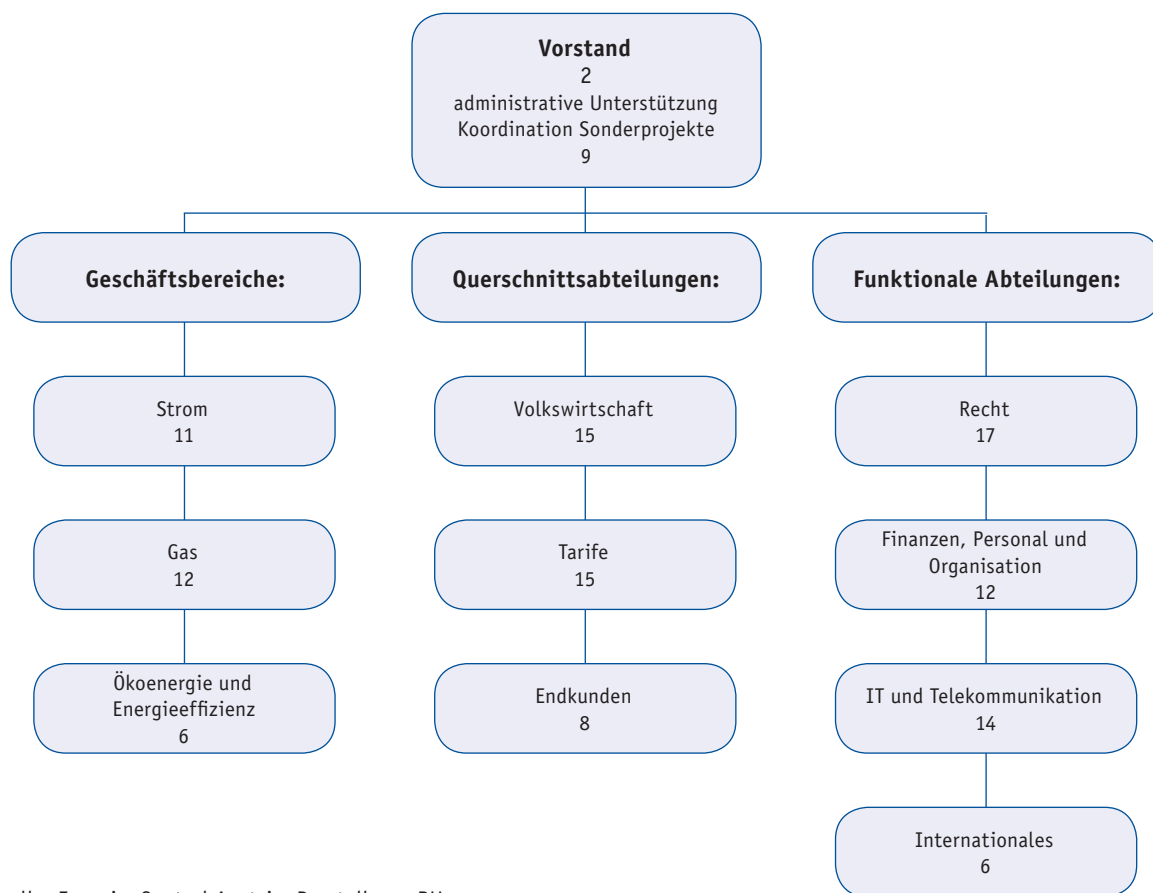 Vorstand
2
administrative Unterstützung
Koordination Sonderprojekte
9
Geschäftsbereiche:
Querschnittsabteilungen:
Funktionale Abteilungen:
Strom
11
Volkswirtschaft
15
Recht
17
Gas
12
Tarife
15
Finanzen, Personal und
Organisation
12
Ökoenergie und
Energieeffizienz
6
Endkunden
8
IT und Telekommunikation
14
Internationales
6